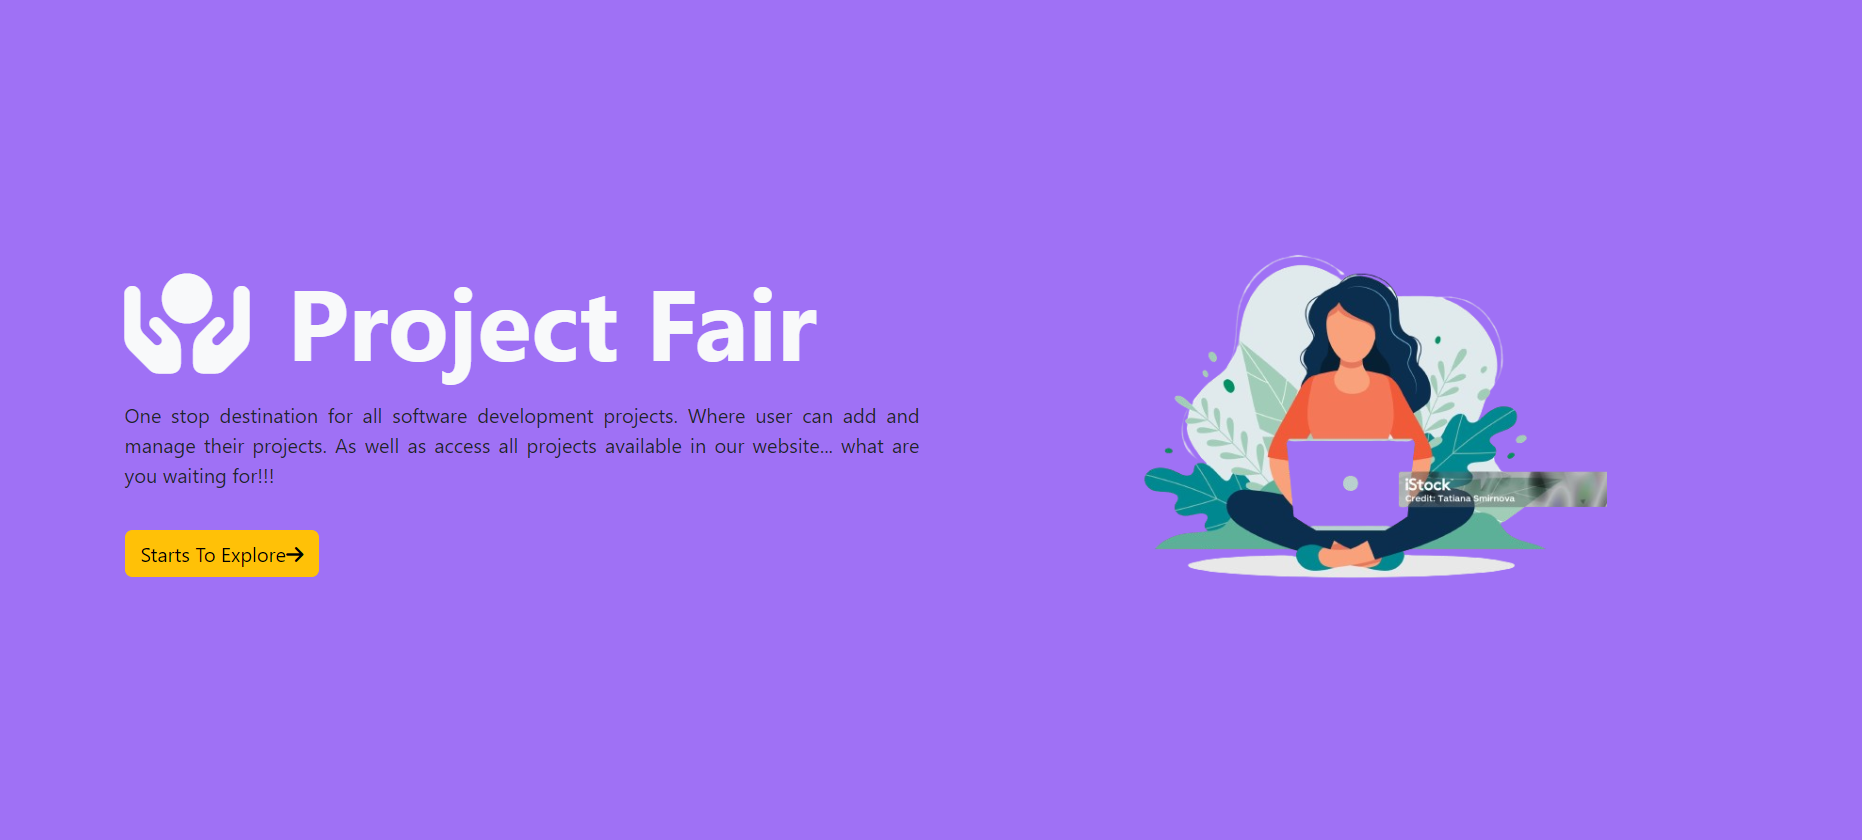 Project Fair
One stop destination for all software development projects. Where user can add and
manage their projects. As well as access all projects available in our website... what are
you waiting for!!!
Starts To Explore
iStock
Credit: Tatiana Smirnova